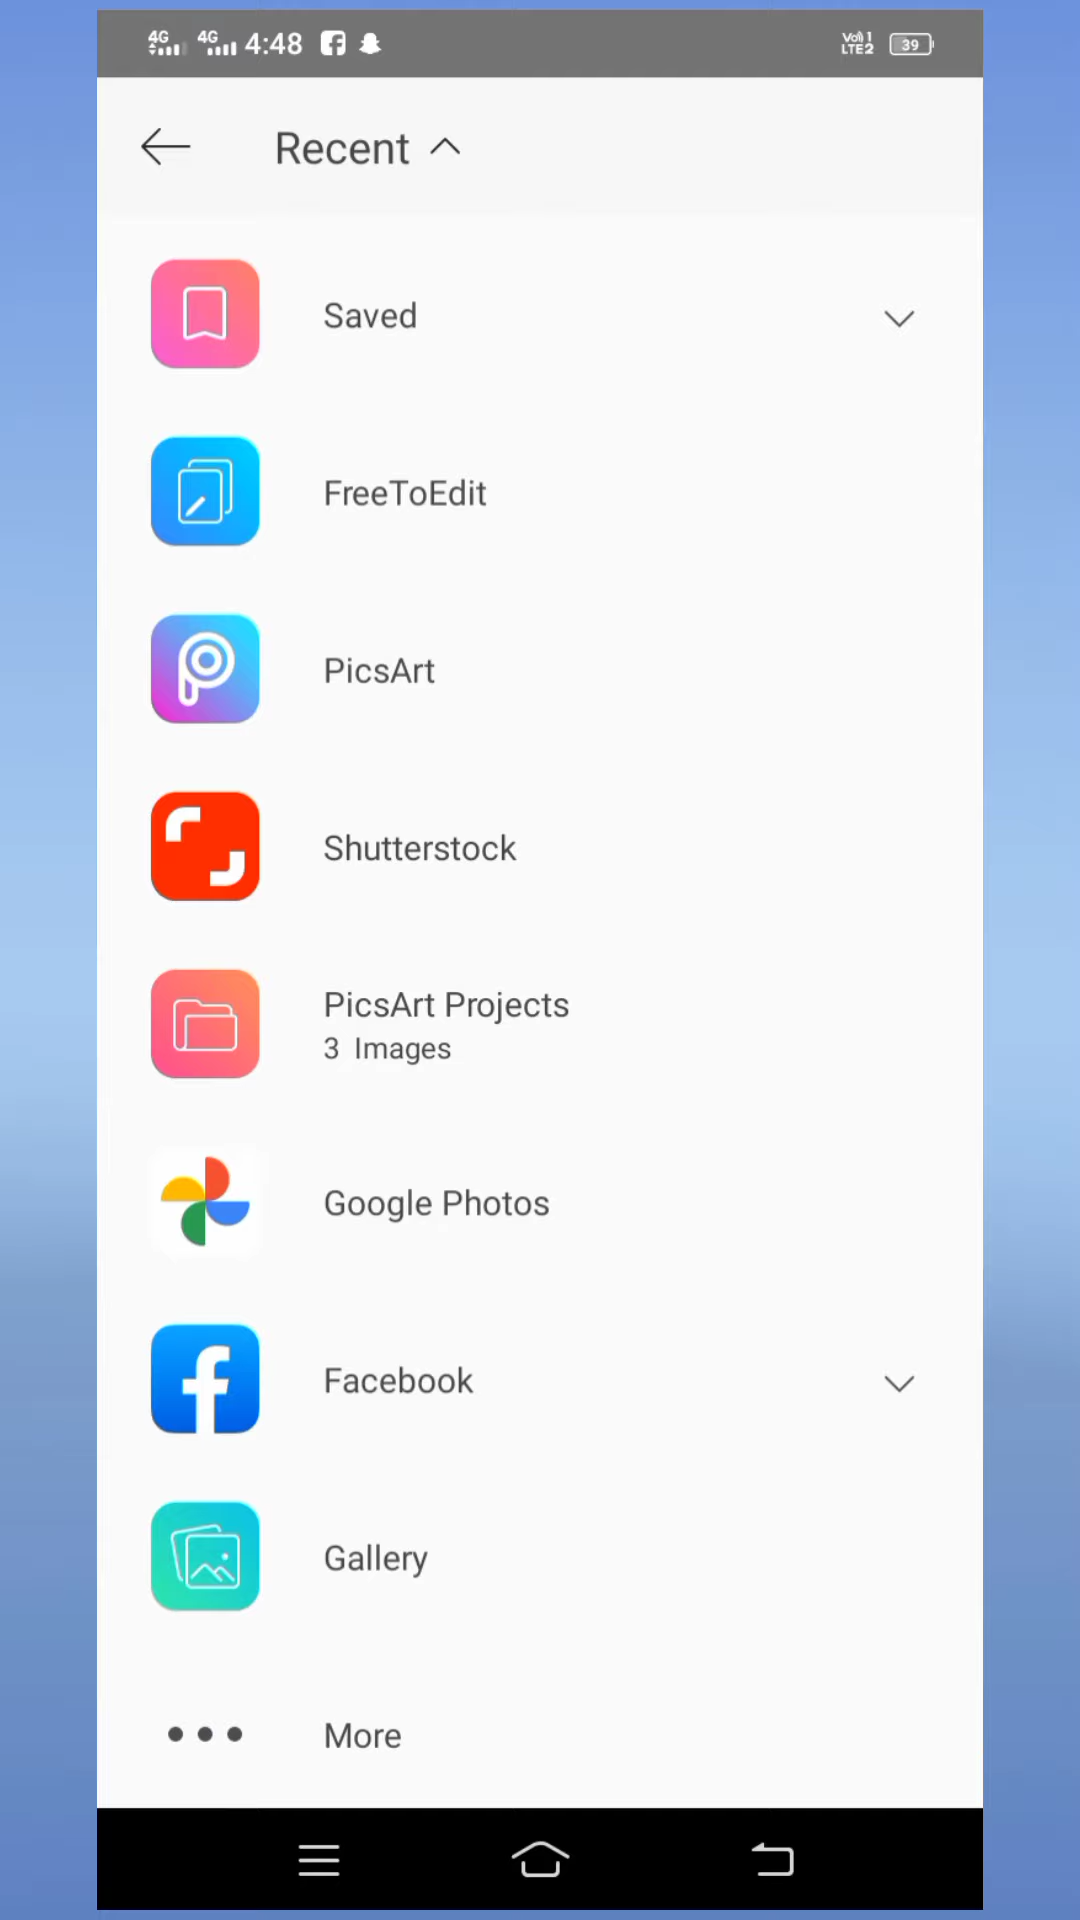 4G 4G 4:48 Vo)) 1 LTE2 39
Recent
Saved
FreeToEdit
PicsArt
Shutterstock
PicsArt Projects
3 Images
Google Photos
Facebook
Gallery
More